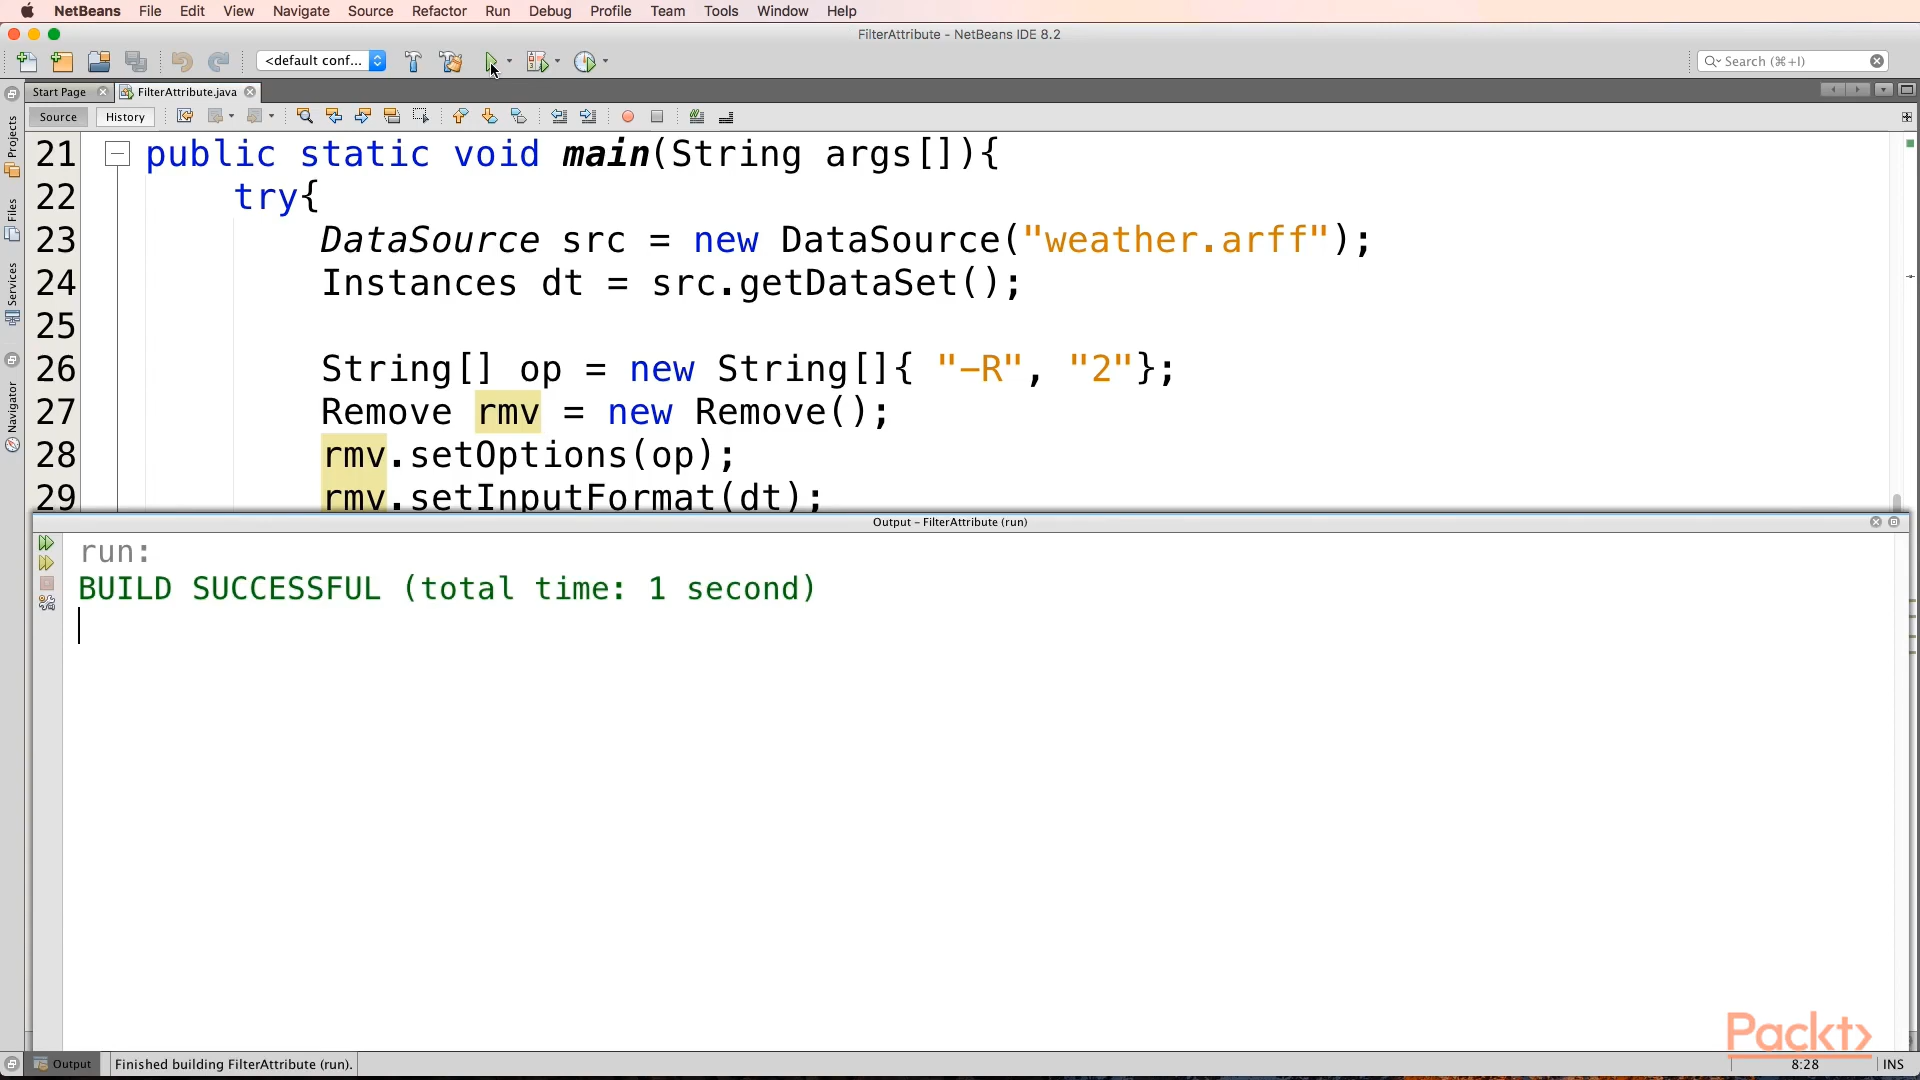 NetBeans File Edit View Navigate Source Refactor Run Debug Profile Team Tools Window Help
FilterAttribute - NetBeans IDE 8.2
<default conf...
Search (⌘+I)
Start Page FilterAttribute.java
Source History
Projects
Files
Services
Navigator
21 public static void main(String args[]){
22 try{
23 DataSource src = new DataSource("weather.arff");
24 Instances dt = src.getDataSet();
25
26 String[] op = new String[]{ "-R", "2"};
27 Remove rmv = new Remove();
28 rmv.setOptions(op);
29 rmv.setInputFormat(dt);
Output - FilterAttribute (run)
run:
BUILD SUCCESSFUL (total time: 1 second)
Packt>
Output Finished building FilterAttribute (run). 8:28 INS